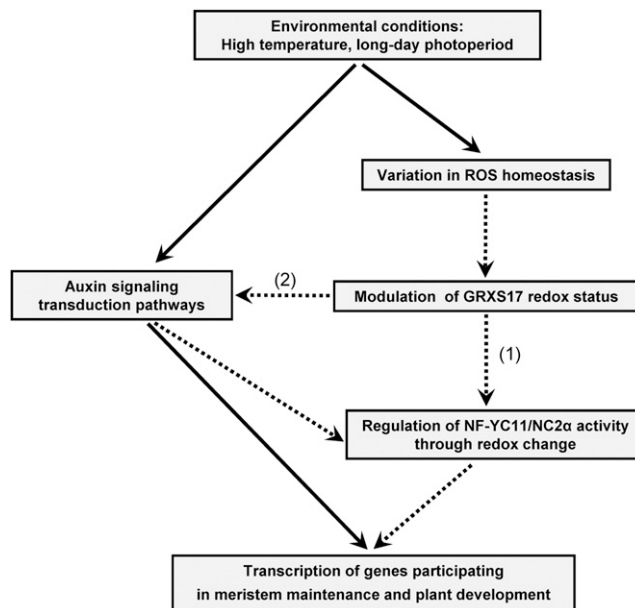 Environmental conditions:
High temperature, long-day photoperiod
Variation in ROS homeostasis
Auxin signaling
transduction pathways
(2)
Modulation of GRXS17 redox status
(1)
Regulation of NF-YC11/NC2α activity
through redox change
Transcription of genes participating
in meristem maintenance and plant development